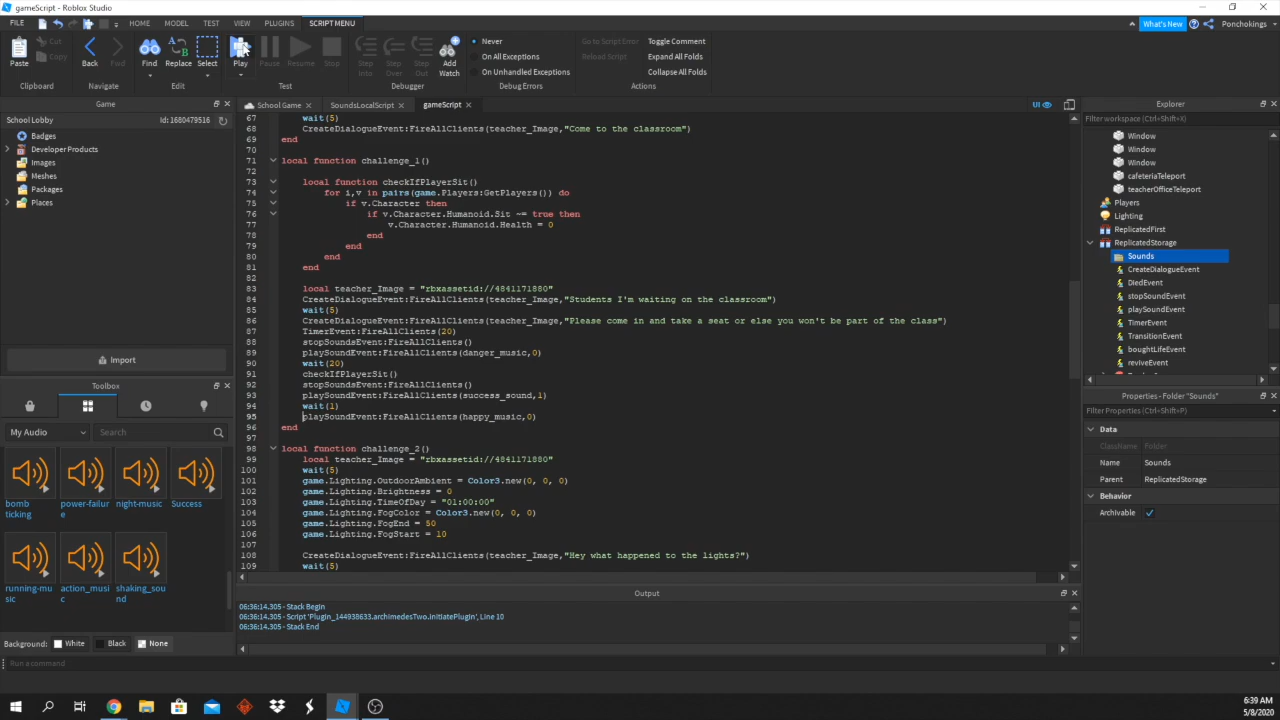 gameScript - Roblox Studio
FILE
HOME
MODEL
TEST
VIEW
PLUGINS
SCRIPT MENU
What's New
Ponchokings
Paste
Cut
Copy
Back
Find
Find
Replace
Select
Play
Pause
Resume
Stop
Step Into
Step Over
Step Out
Add Watch
Never
On All Exceptions
On Unhandled Exceptions
Go to Script Error
Reload Script
Toggle Comment
Expand All Folds
Collapse All Folds
Clipboard
Navigate
Edit
Test
Debugger
Debug Errors
Actions
Game
School Lobby
Id: 1680479516
Badges
Developer Products
Images
Meshes
Packages
Places
Import
Toolbox
My Audio
Search
bomb ticking
power-failure
night-music
Success
running-music
action_music
shaking_sound
Background:
White
Black
None
School Game
SoundsLocalScript
gameScript
UI
67 wait(5)
68 CreateDialogueEvent:FireAllClients(teacher_Image,"Come to the classroom")
69 end
70
71 local function challenge_1()
72
73 local function checkIfPlayerSit()
74 for i,v in pairs(game.Players:GetPlayers()) do
75 if v.Character then
76 if v.Character.Humanoid.Sit ~= true then
77 v.Character.Humanoid.Health = 0
78 end
79 end
80 end
81 end
82
83 local teacher_Image = "rbxassetid://4841171880"
84 CreateDialogueEvent:FireAllClients(teacher_Image,"Students I'm waiting on the classroom")
85 wait(5)
86 CreateDialogueEvent:FireAllClients(teacher_Image,"Please come in and take a seat or else you won't be part of the class")
87 TimerEvent:FireAllClients(20)
88 stopSoundsEvent:FireAllClients()
89 playSoundEvent:FireAllClients(danger_music,0)
90 wait(20)
91 checkIfPlayerSit()
92 stopSoundsEvent:FireAllClients()
93 playSoundEvent:FireAllClients(success_sound,1)
94 wait(1)
95 playSoundEvent:FireAllClients(happy_music,0)
96 end
97
98 local function challenge_2()
99 local teacher_Image = "rbxassetid://4841171880"
100 wait(5)
101 game.Lighting.OutdoorAmbient = Color3.new(0, 0, 0)
102 game.Lighting.Brightness = 0
103 game.Lighting.TimeOfDay = "01:00:00"
104 game.Lighting.FogColor = Color3.new(0, 0, 0)
105 game.Lighting.FogEnd = 50
106 game.Lighting.FogStart = 10
107
108 CreateDialogueEvent:FireAllClients(teacher_Image,"Hey what happened to the lights?")
109 wait(5)
Output
06:36:14.305 - Stack Begin
06:36:14.305 - Script 'Plugin_144938633.archimedesTwo.InitiatePlugin', Line 10
06:36:14.305 - Stack End
Run a command
Explorer
Filter workspace (Ctrl+Shift+X)
Window
Window
Window
cafeteriaTeleport
teacherOfficeTeleport
Players
Lighting
ReplicatedFirst
ReplicatedStorage
Sounds
CreateDialogueEvent
DiedEvent
stopSoundEvent
playSoundEvent
TimerEvent
TransitionEvent
boughtLifeEvent
reviveEvent
Properties - Folder "Sounds"
Filter Properties (Ctrl+Shift+P)
Data
ClassName Folder
Name Sounds
Parent ReplicatedStorage
Behavior
Archivable
6:39 AM
5/8/2020